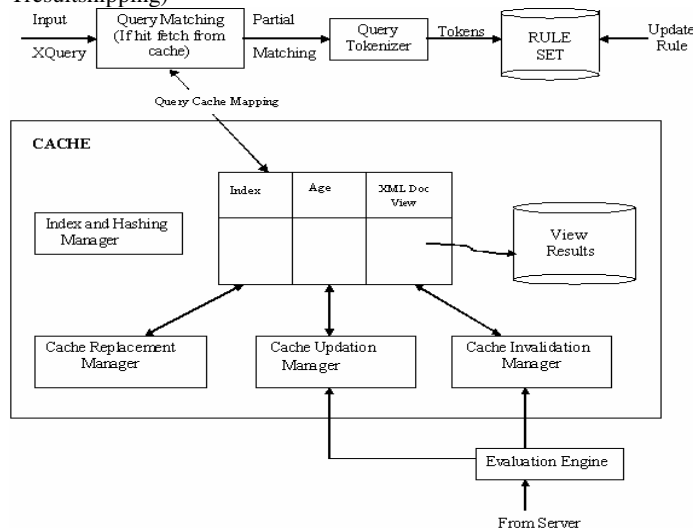 1resultshipping)
Input
XQuery
Query Matching
(If hit fetch from
cache)
Partial
Matching
Query
Tokenizer
Tokens
RULE
SET
Update
Rule
Query Cache Mapping
CACHE
Index
Age
XML Doc
View
Index and Hashing
Manager
View
Results
Cache Replacement
Manager
Cache Updation
Manager
Cache Invalidation
Manager
Evaluation Engine
From Server